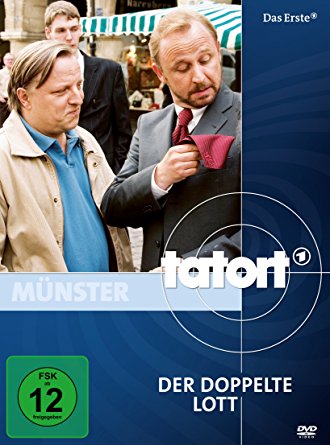 Das Erste
tatort
MÜNSTER
FSK
ab
12
freigegeben
DER DOPPELTE
LOTT
DVD
VIDEO